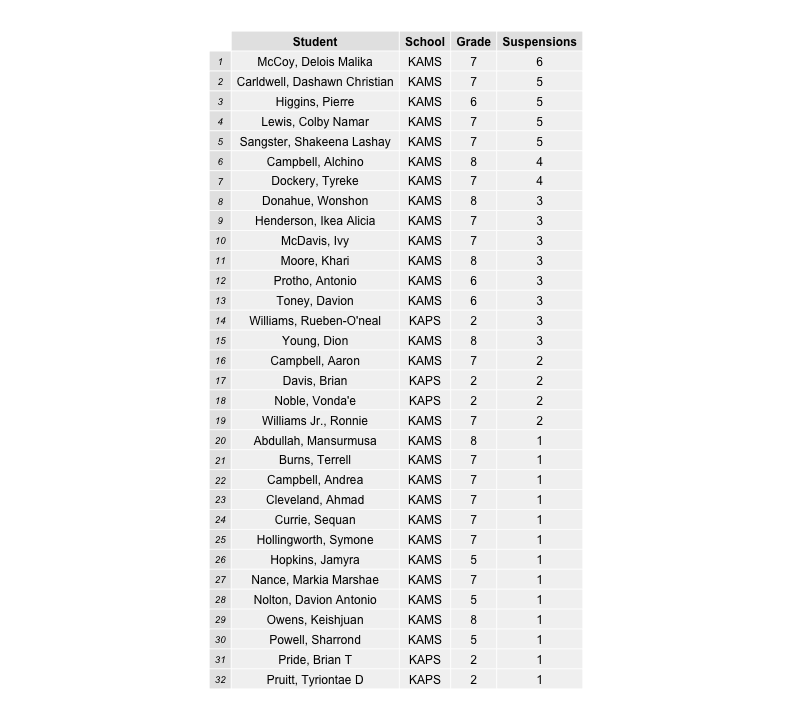 Student School Grade Suspensions
1 McCoy, Delois Malika KAMS 7 6
2 Carldwell, Dashawn Christian KAMS 7 5
3 Higgins, Pierre KAMS 6 5
4 Lewis, Colby Namar KAMS 7 5
5 Sangster, Shakeena Lashay KAMS 7 5
6 Campbell, Alchino KAMS 8 4
7 Dockery, Tyreke KAMS 7 4
8 Donahue, Wonshon KAMS 8 3
9 Henderson, Ikea Alicia KAMS 7 3
10 McDavis, Ivy KAMS 7 3
11 Moore, Khari KAMS 8 3
12 Protho, Antonio KAMS 6 3
13 Toney, Davion KAMS 6 3
14 Williams, Rueben-O'neal KAPS 2 3
15 Young, Dion KAMS 8 3
16 Campbell, Aaron KAMS 7 2
17 Davis, Brian KAPS 2 2
18 Noble, Vonda'e KAPS 2 2
19 Williams Jr., Ronnie KAMS 7 2
20 Abdullah, Mansurmusa KAMS 8 1
21 Burns, Terrell KAMS 7 1
22 Campbell, Andrea KAMS 7 1
23 Cleveland, Ahmad KAMS 7 1
24 Currie, Sequan KAMS 7 1
25 Hollingworth, Symone KAMS 7 1
26 Hopkins, Jamyra KAMS 5 1
27 Nance, Markia Marshae KAMS 7 1
28 Nolton, Davion Antonio KAMS 5 1
29 Owens, Keishjuan KAMS 8 1
30 Powell, Sharrond KAMS 5 1
31 Pride, Brian T KAPS 2 1
32 Pruitt, Tyriontae D KAPS 2 1